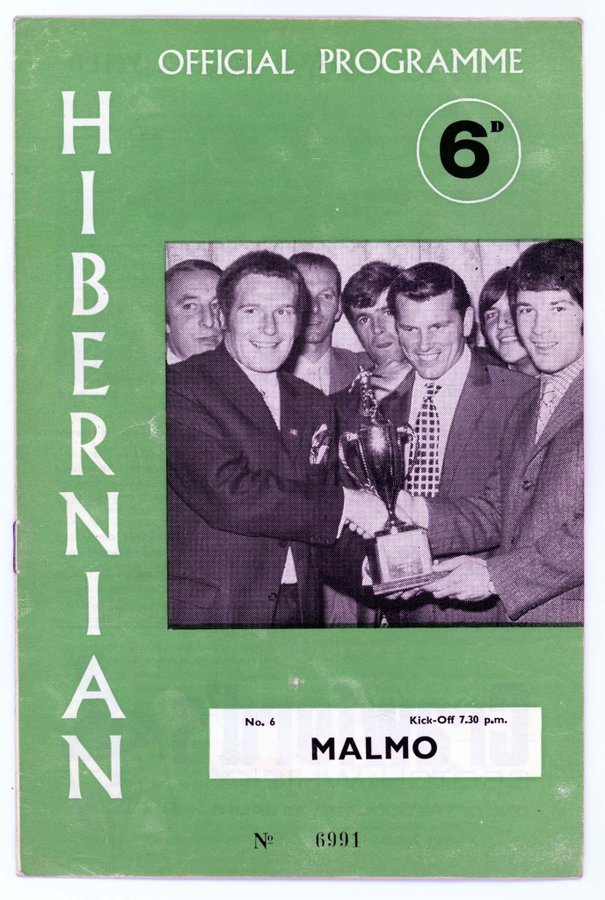 OFFICIAL PROGRAMME
6D
HIBERNIAN
No. 6 Kick-Off 7.30 p.m.
MALMO
Nº 6991